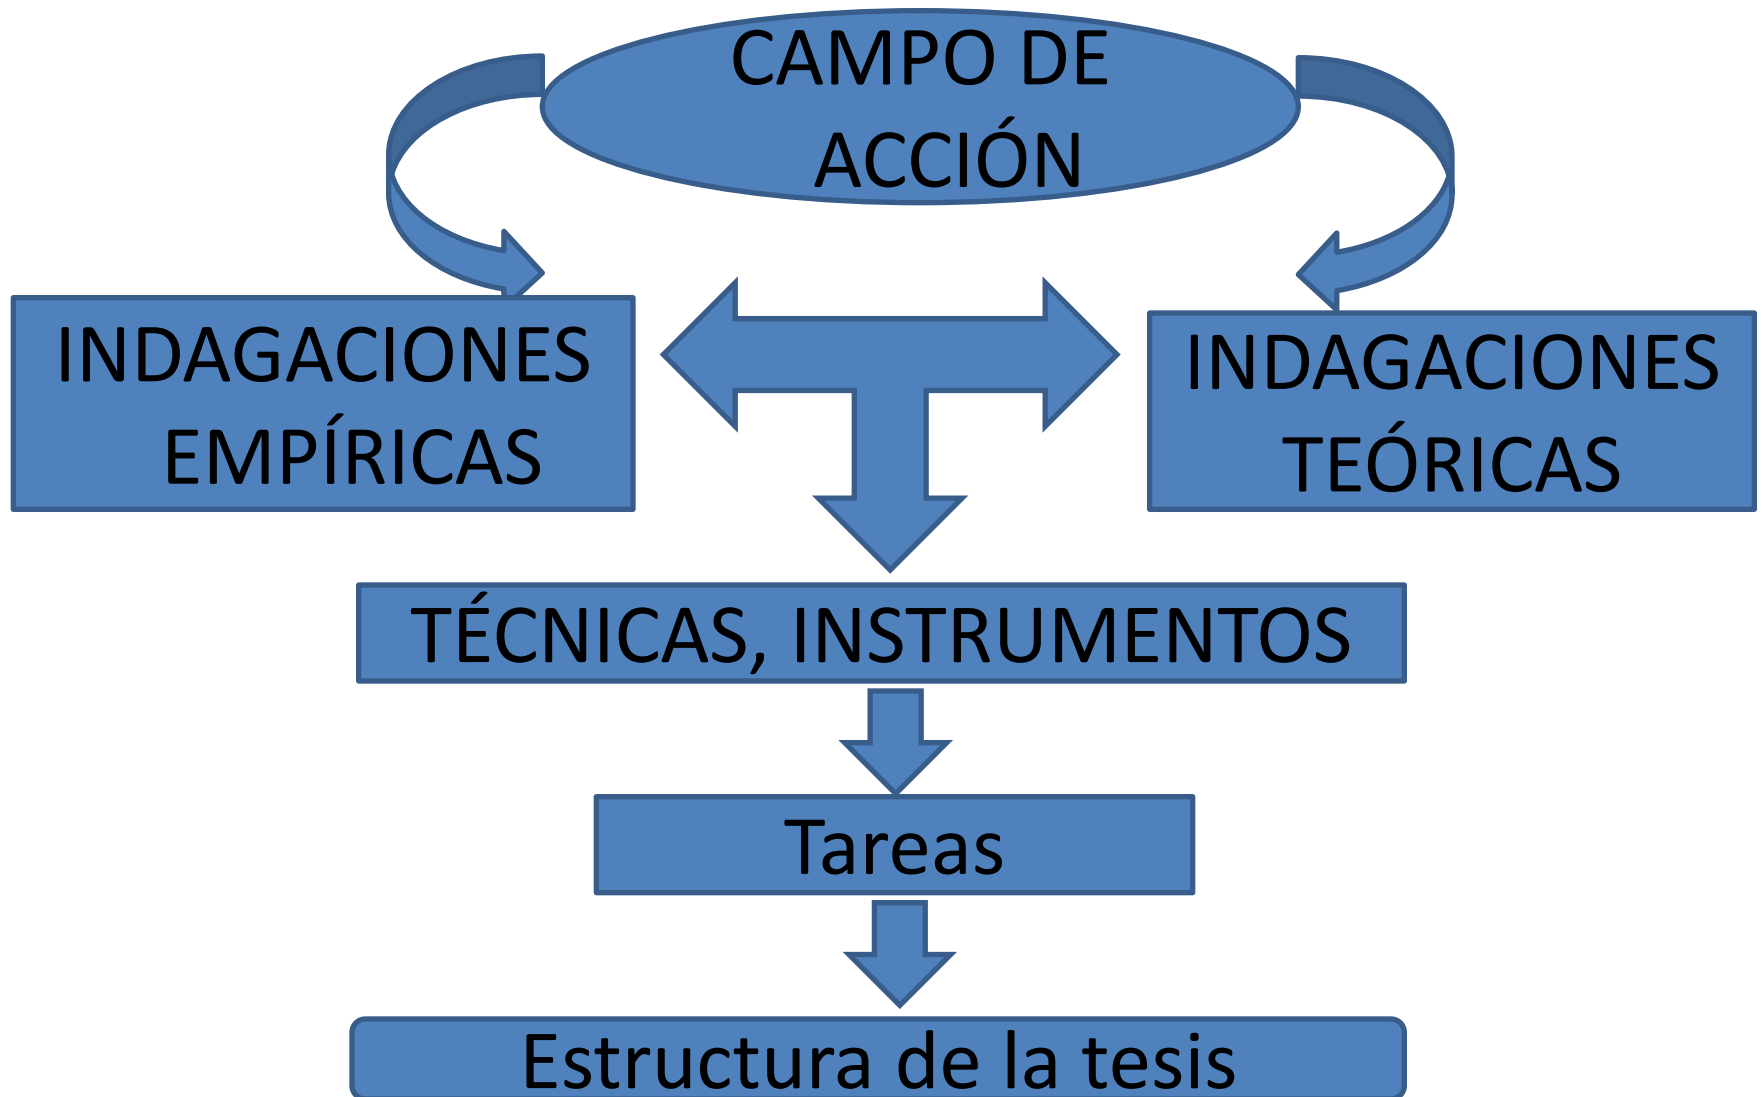 CAMPO DE
ACCIÓN
INDAGACIONES
EMPÍRICAS
INDAGACIONES
TEÓRICAS
TÉCNICAS, INSTRUMENTOS
Tareas
Estructura de la tesis